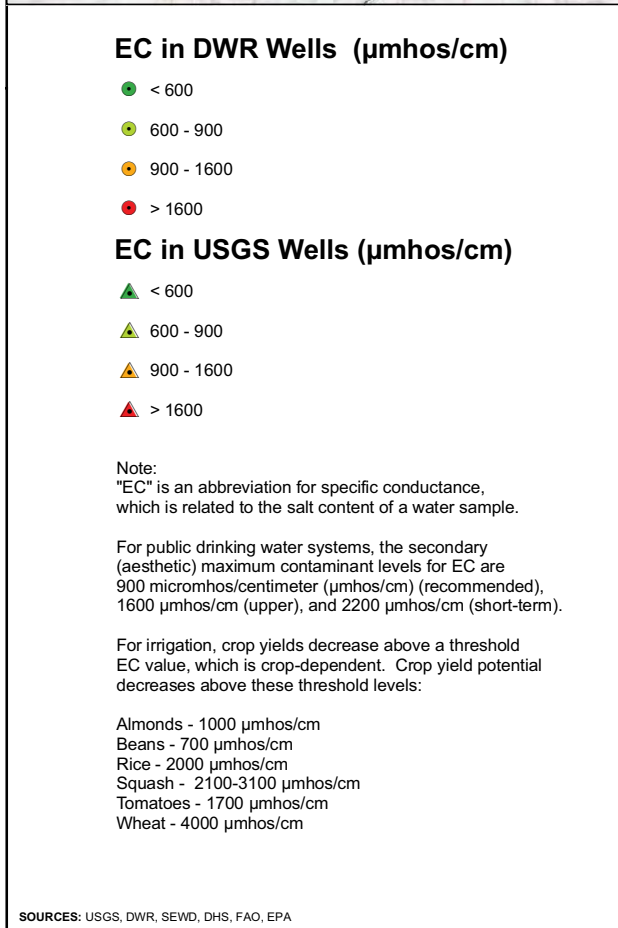 EC in DWR Wells (µmhos/cm)
< 600
600 - 900
900 - 1600
> 1600
EC in USGS Wells (µmhos/cm)
< 600
600 - 900
900 - 1600
> 1600
Note:
"EC" is an abbreviation for specific conductance,
which is related to the salt content of a water sample.
For public drinking water systems, the secondary
(aesthetic) maximum contaminant levels for EC are
900 micromhos/centimeter (µmhos/cm) (recommended),
1600 µmhos/cm (upper), and 2200 µmhos/cm (short-term).
For irrigation, crop yields decrease above a threshold
EC value, which is crop-dependent. Crop yield potential
decreases above these threshold levels:
Almonds - 1000 µmhos/cm
Beans - 700 µmhos/cm
Rice - 2000 µmhos/cm
Squash - 2100-3100 µmhos/cm
Tomatoes - 1700 µmhos/cm
Wheat - 4000 µmhos/cm
SOURCES: USGS, DWR, SEWD, DHS, FAO, EPA